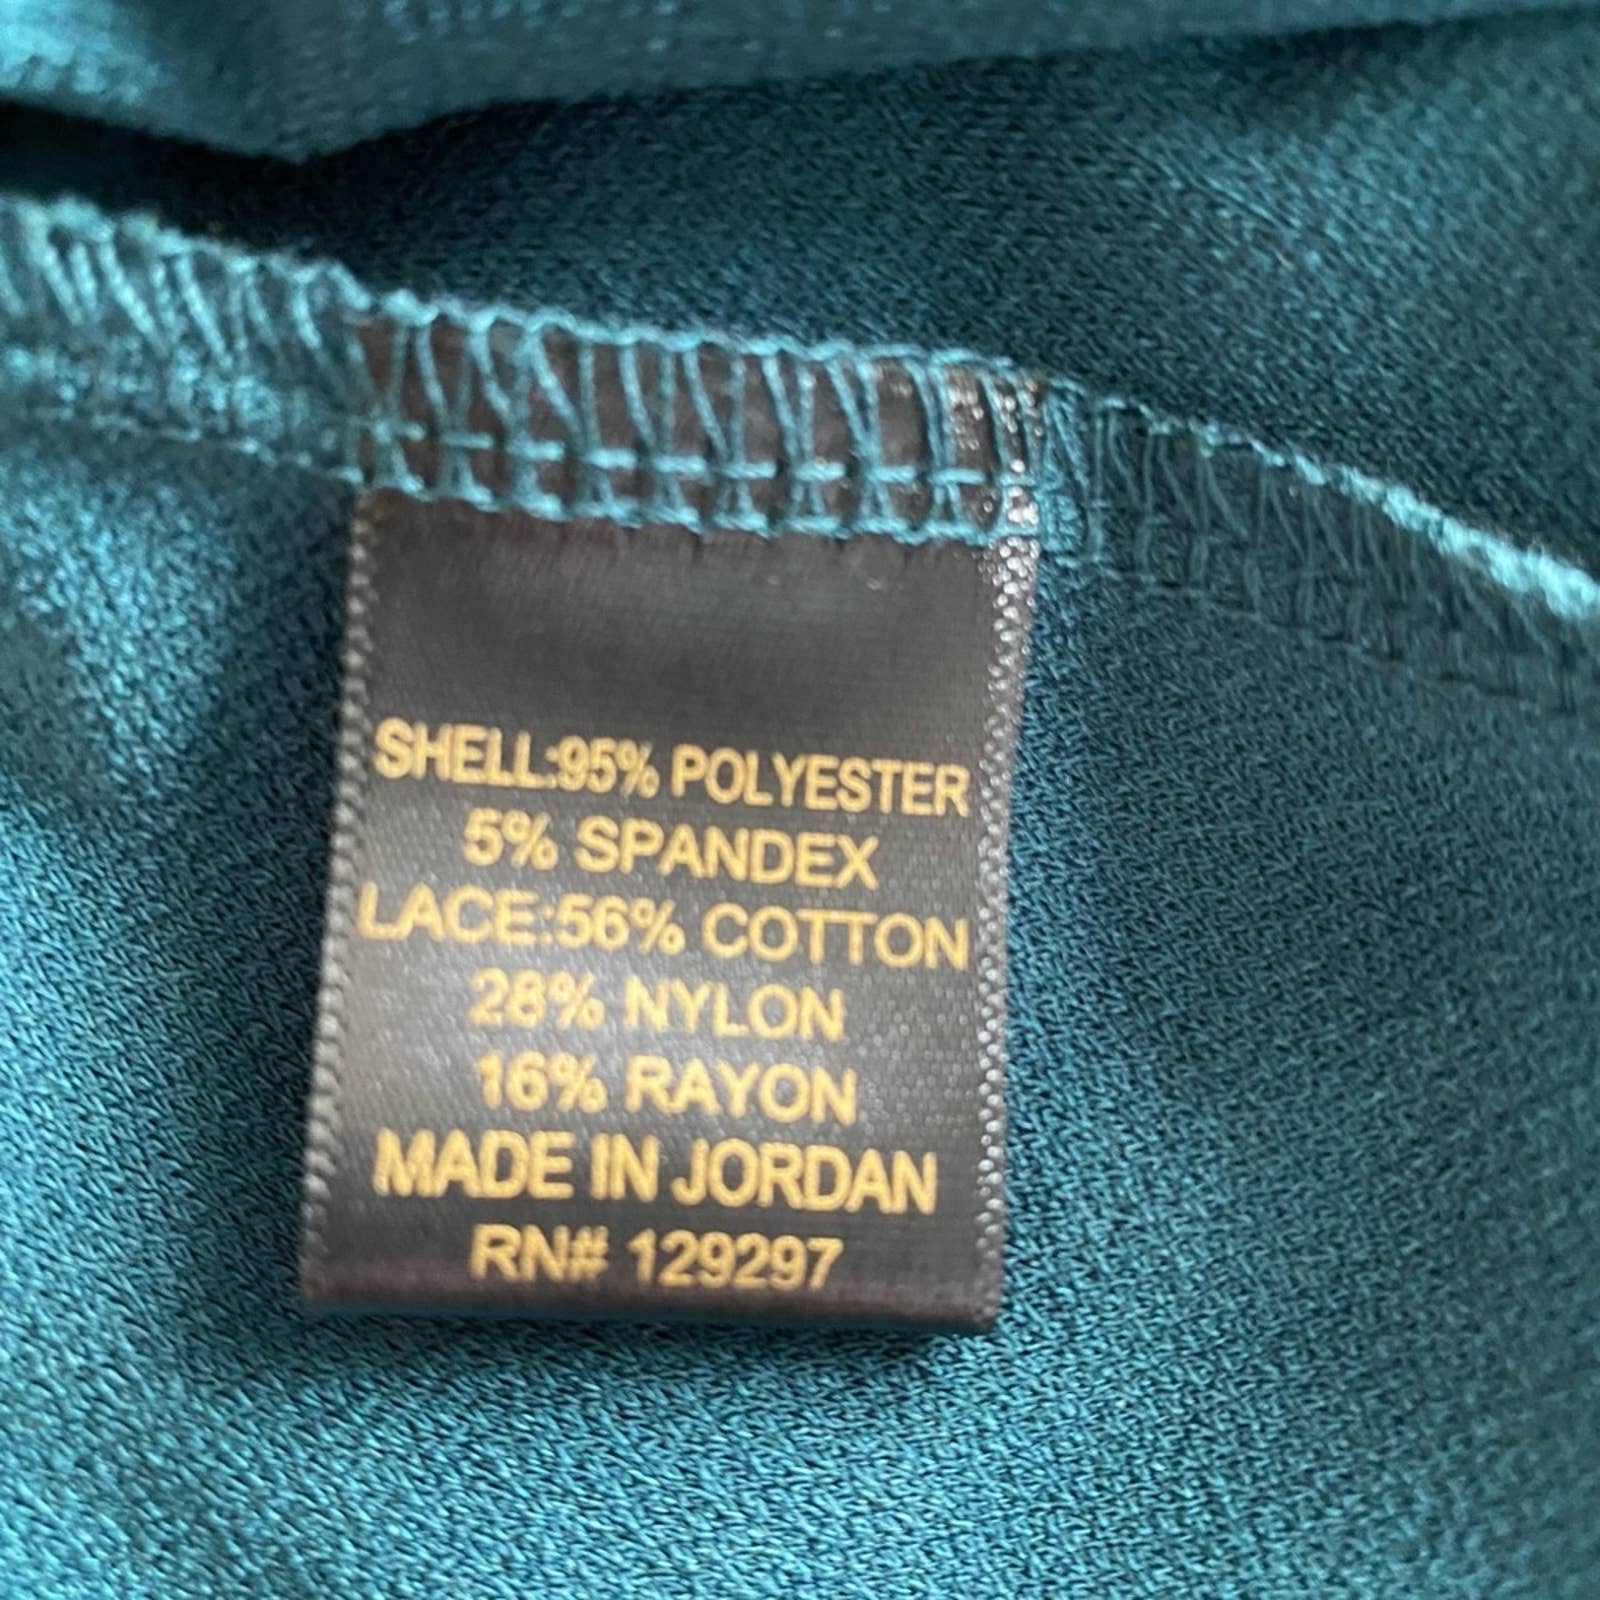 SHELL:95% POLYESTER
5% SPANDEX
LACE:56% COTTON
28% NYLON
16% RAYON
MADE IN JORDAN
RN# 129297